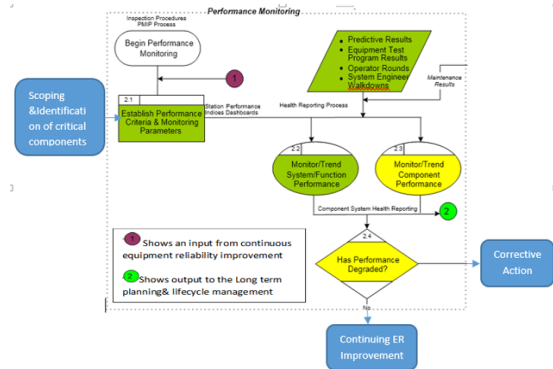 Performance Monitoring
Inspection Procedures
PMIP Process
Begin Performance
Monitoring
1
Predictive Results
Equipment Test
Program Results
Operator Rounds
System Engineer
Walkdowns
Maintenance
Results
Scoping
&Identificati
on of critical
components
2.1
Establish Performance
Criteria & Monitoring
Parameters
Station Performance
Indices Dashboards
Health Reporting Process
2.2
Monitor/Trend
System/Function
Performance
2.3
Monitor/Trend
Component
Performance
Component System Health Reporting
2
1 Shows an input from continuous
equipment reliability improvement
2 Shows output to the Long term
planning& lifecycle management
2.4
Has Performance
Degraded?
Corrective
Action
No
Continuing ER
Improvement